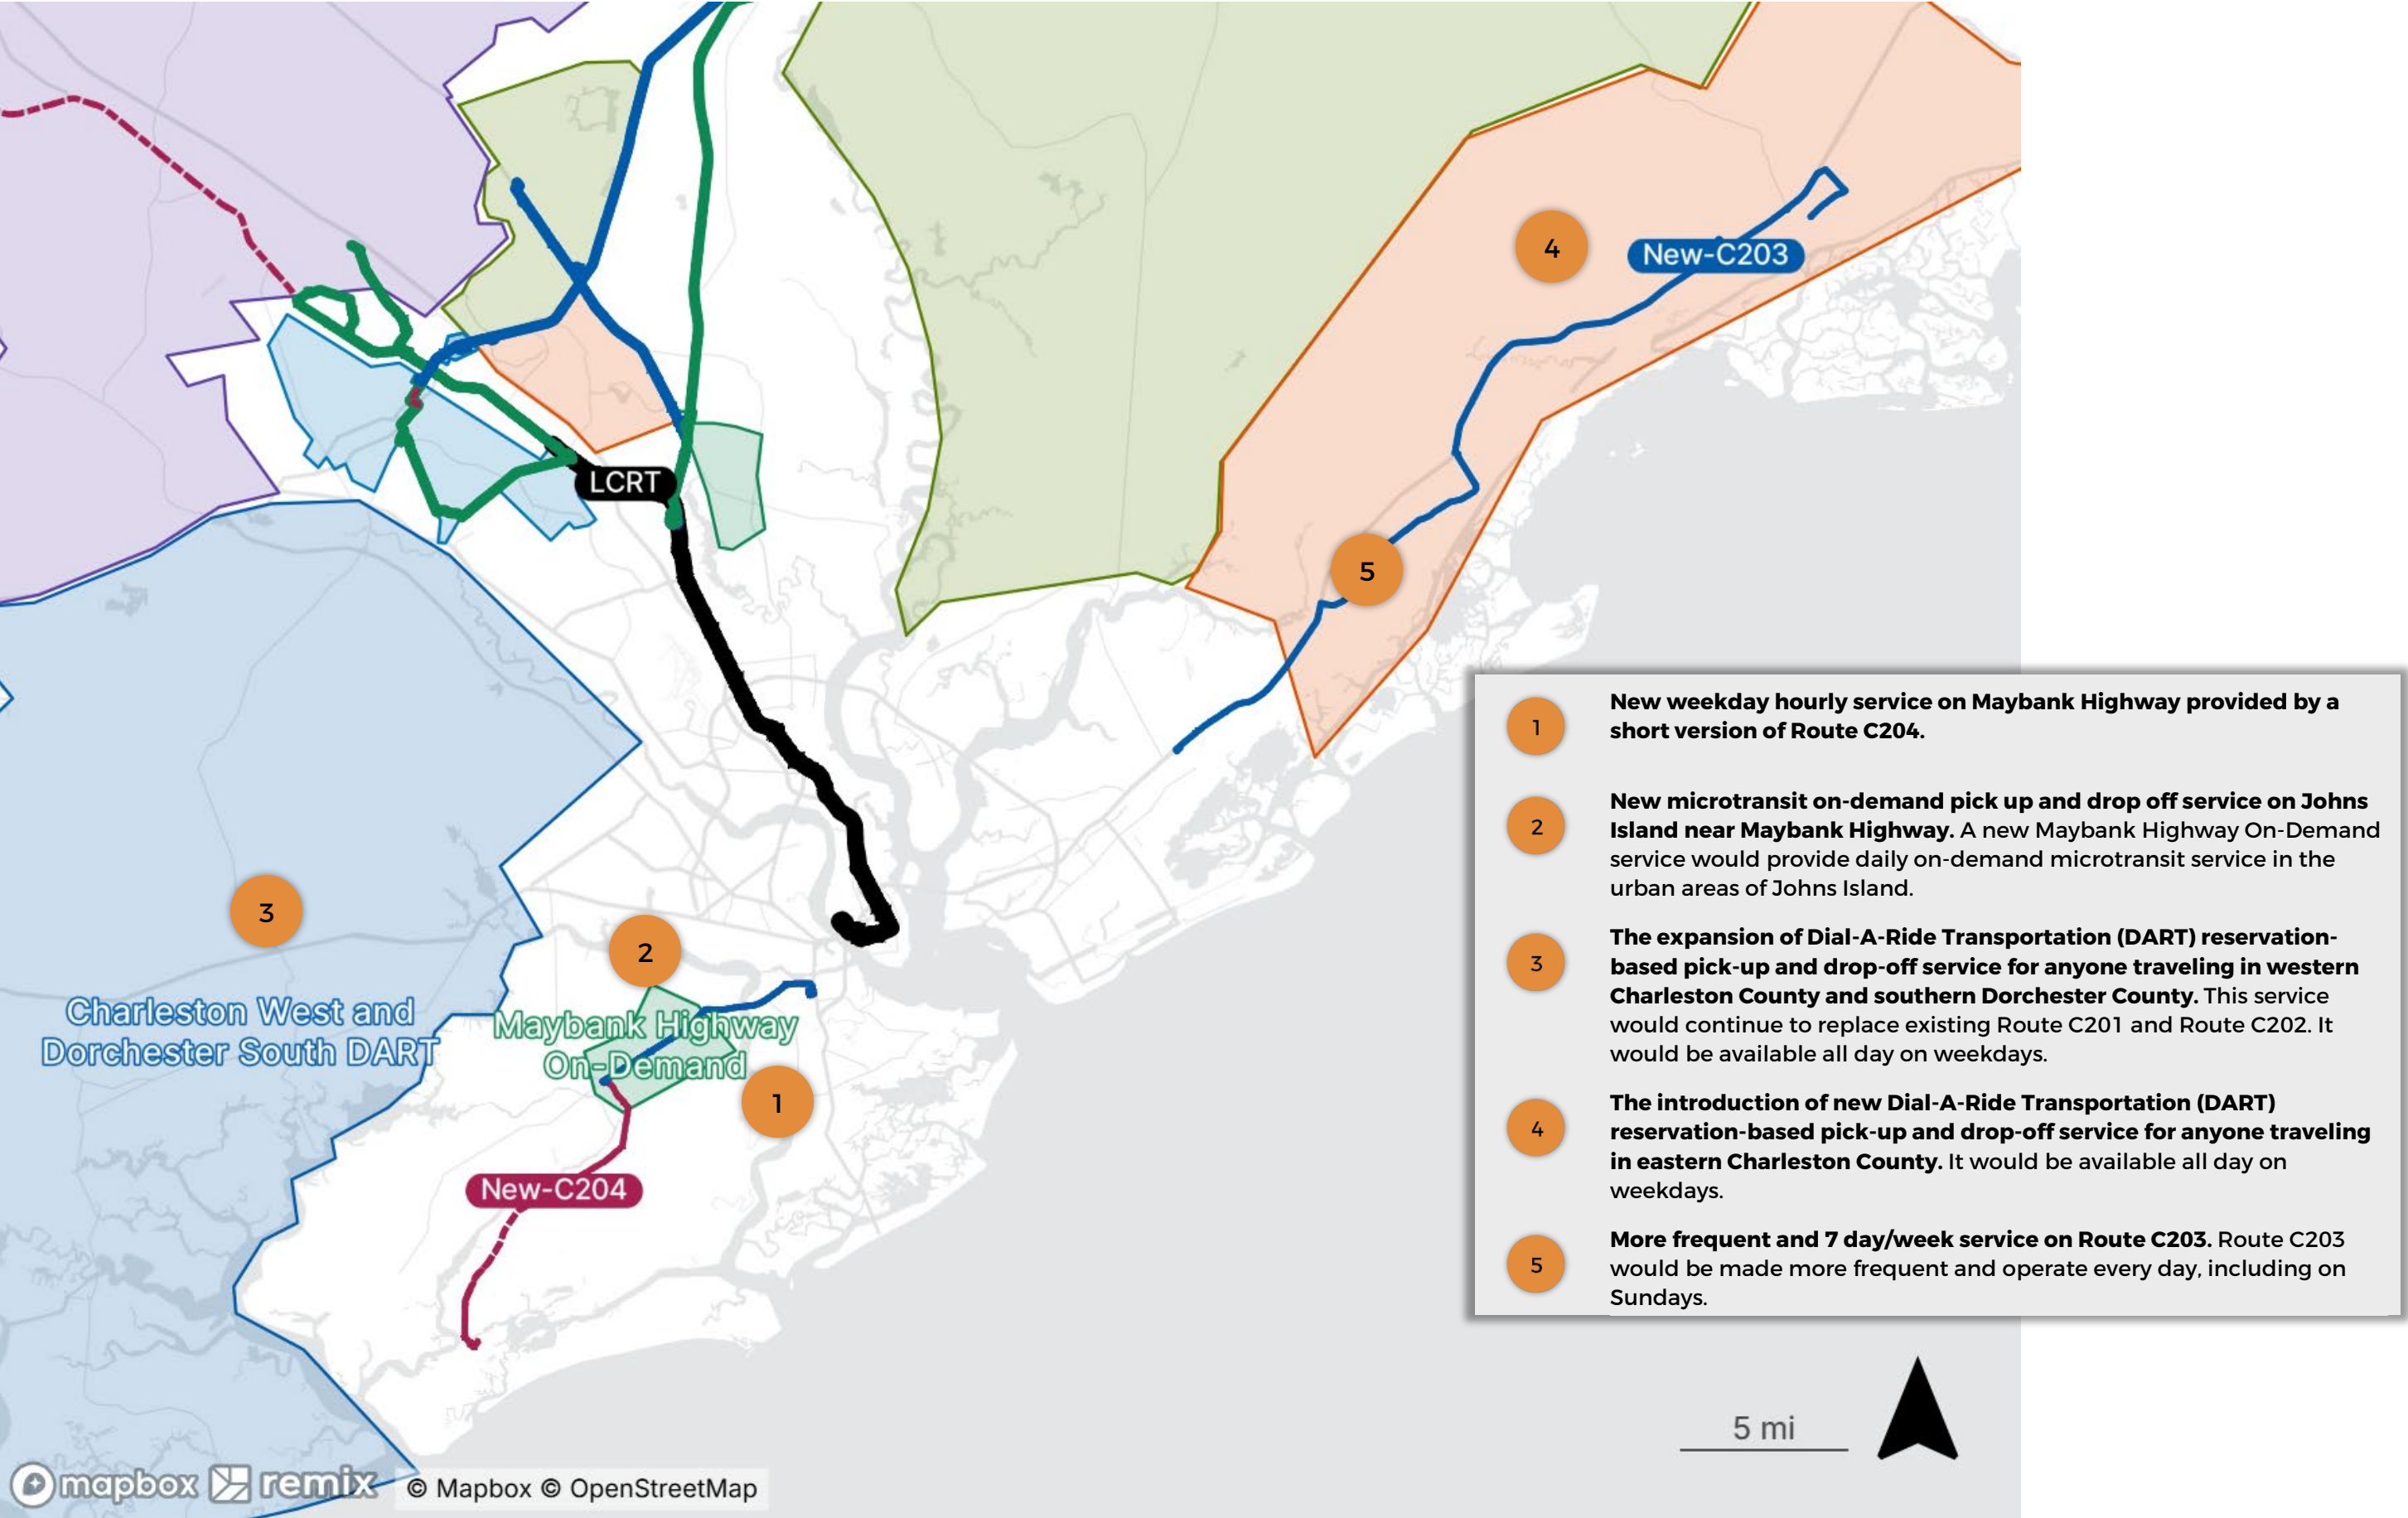 4
New-C203
LCRT
5
3
2
Charleston West and
Dorchester South DART
Maybank Highway
On-Demand
1
New-C204
1
New weekday hourly service on Maybank Highway provided by a
short version of Route C204.
2
New microtransit on-demand pick up and drop off service on Johns
Island near Maybank Highway. A new Maybank Highway On-Demand
service would provide daily on-demand microtransit service in the
urban areas of Johns Island.
3
The expansion of Dial-A-Ride Transportation (DART) reservation-
based pick-up and drop-off service for anyone traveling in western
Charleston County and southern Dorchester County. This service
would continue to replace existing Route C201 and Route C202. It
would be available all day on weekdays.
4
The introduction of new Dial-A-Ride Transportation (DART)
reservation-based pick-up and drop-off service for anyone traveling
in eastern Charleston County. It would be available all day on
weekdays.
5
More frequent and 7 day/week service on Route C203. Route C203
would be made more frequent and operate every day, including on
Sundays.
5 mi
mapbox remix © Mapbox © OpenStreetMap